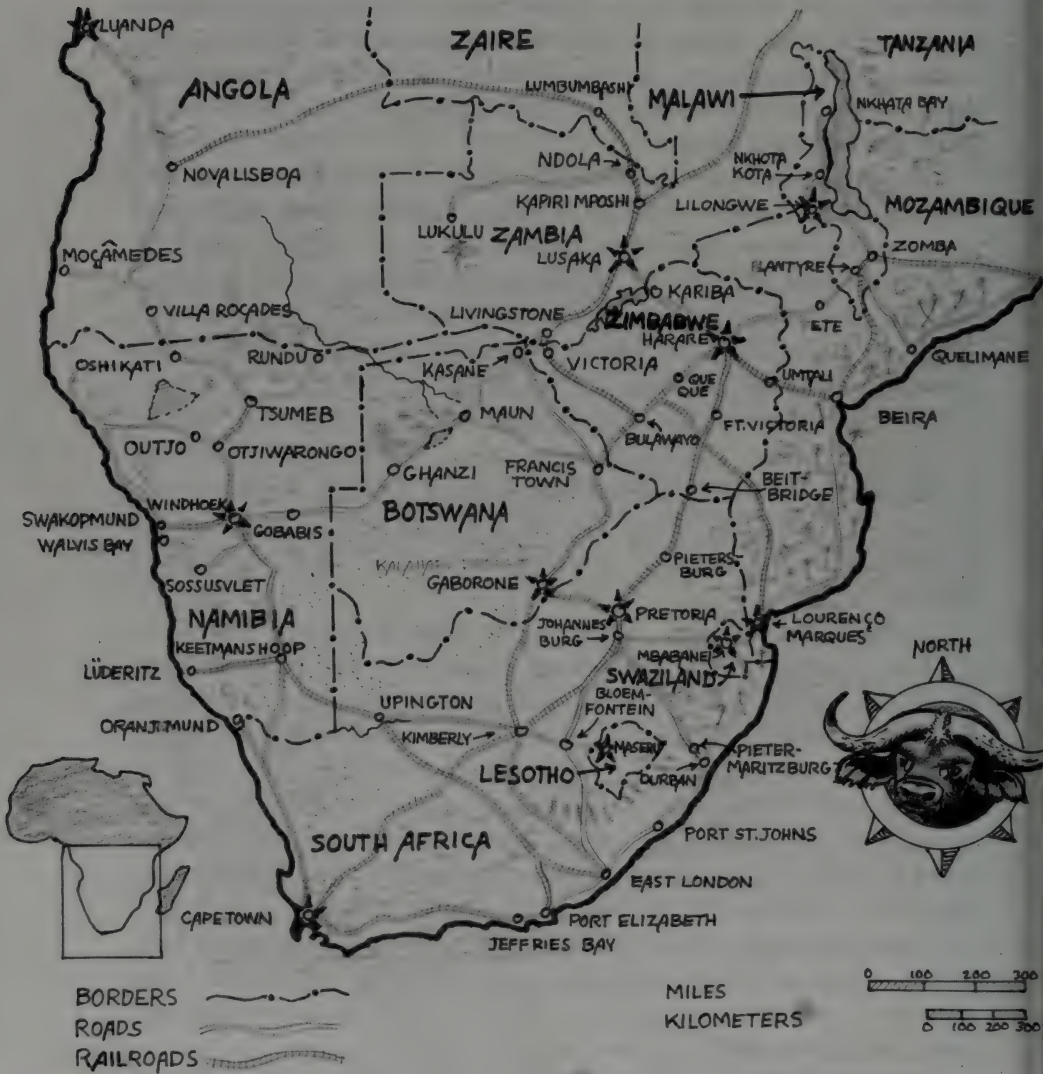 LUANDA
ZAIRE
TANZANIA
ANGOLA
LUMBUMBASHI
MALAWI
NKHATA BAY
NDOLA
NKHOTA
KOTA
NOVA LISBOA
KAPIRI MPOSHI
LILONGWE
MOZAMBIQUE
LUKULU
ZAMBIA
LUSAKA
ZOMBA
MOÇÂMEDES
BLANTYRE
KARIBA
VILLA ROÇADES
LIVINGSTONE
ZIMBABWE
ETE
HARARE
OSHIKATI
RUNDU
KASANE
VICTORIA
QUELIMANE
QUE
QUE
UMTALI
TSUMEB
MAUN
BEIRA
OUTJO
OTJIWARONGO
BULAWAYO
FT. VICTORIA
GHANZI
FRANCIS
TOWN
BEIT-
BRIDGE
WINDHOEK
BOTSWANA
SWAKOPMUND
GOBABIS
WALVIS BAY
PIETERS-
BURG
SOSSUSVLET
GABORONE
NAMIBIA
PRETORIA
JOHANNES
BURG
LOURENÇO
MARQUES
KEETMANSHOOP
MBABANE
NORTH
LÜDERITZ
SWAZILAND
BLOEM-
FONTEIN
ORANJIMUND
UPINGTON
KIMBERLY
MASERU
PIETER-
MARITZBURG
LESOTHO
DURBAN
SOUTH AFRICA
PORT ST. JOHNS
EAST LONDON
CAPETOWN
PORT ELIZABETH
JEFFRIES BAY
BORDERS
ROADS
RAILROADS
MILES
0 100 200 300
KILOMETERS
0 100 200 300